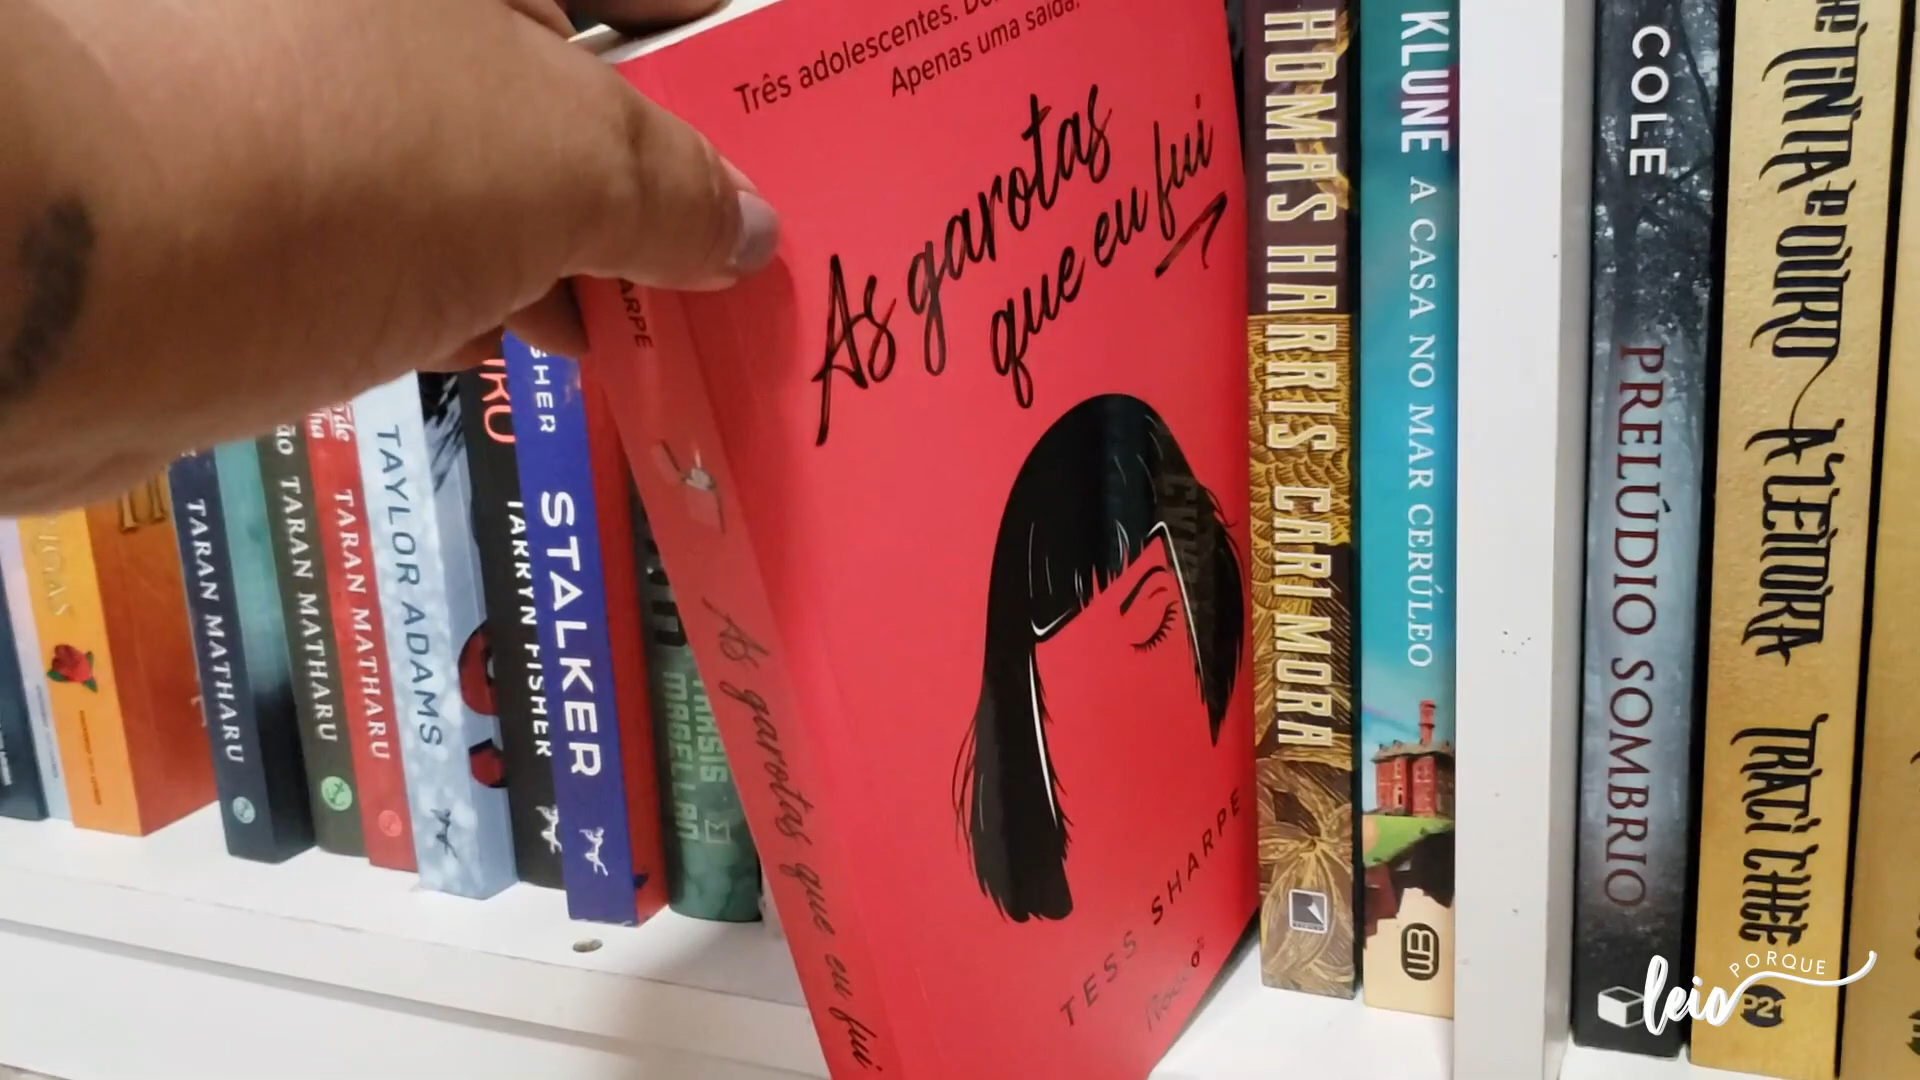 Três adolescentes.
Apenas uma saída.
As garotas
que eu fui
TESS SHARPE
Rocco
ARPE
As garotas que eu fui
TARAN MATHARU
TARAN MATHARU
TARAN MATHARU
TAYLOR ADAMS
TARRYN FISHER
STALKER
MAGELLAN
HOMAS HARRIS CARI MORA
KLUNE A CASA NO MAR CERÚLEO
COLE PRELÚDIO SOMBRIO
TINTA e OURO A LEITORA TRACI CHEE
P21
leio PORQUE